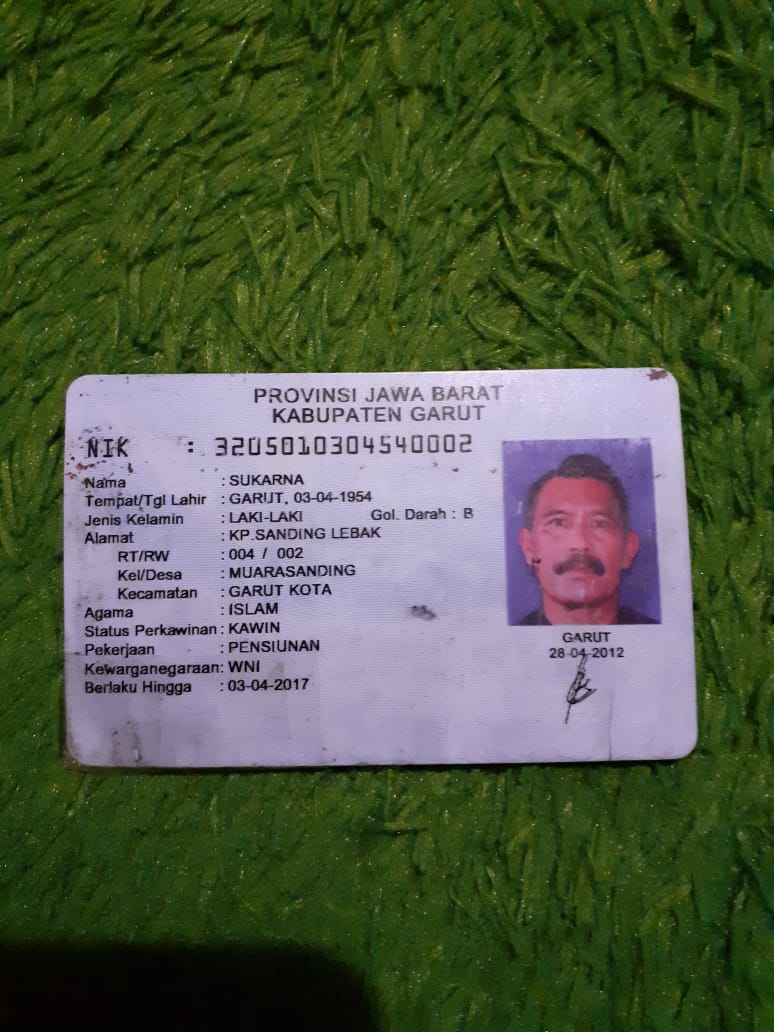 PROVINSI JAWA BARAT
KABUPATEN GARUT
NIK : 3205010304540002
Nama : SUKARNA
Tempat/Tgl Lahir : GARUT, 03-04-1954
Jenis Kelamin : LAKI-LAKI Gol. Darah : B
Alamat : KP.SANDING LEBAK
RT/RW : 004 / 002
Kel/Desa : MUARASANDING
Kecamatan : GARUT KOTA
Agama : ISLAM
Status Perkawinan : KAWIN
Pekerjaan : PENSIUNAN
Kewarganegaraan: WNI
Berlaku Hingga : 03-04-2017
GARUT
28-04-2012